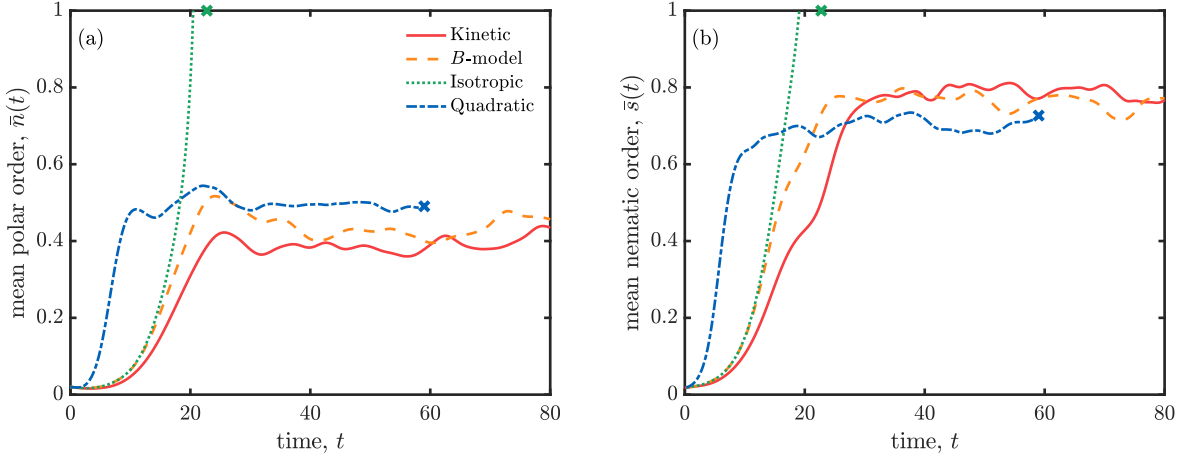 (a)
Kinetic
B-model
Isotropic
Quadratic
mean polar order, n̄(t)
1
0.8
0.6
0.4
0.2
0
0 20 40 60 80
time, t
(b)
mean nematic order, s̄(t)
1
0.8
0.6
0.4
0.2
0
0 20 40 60 80
time, t